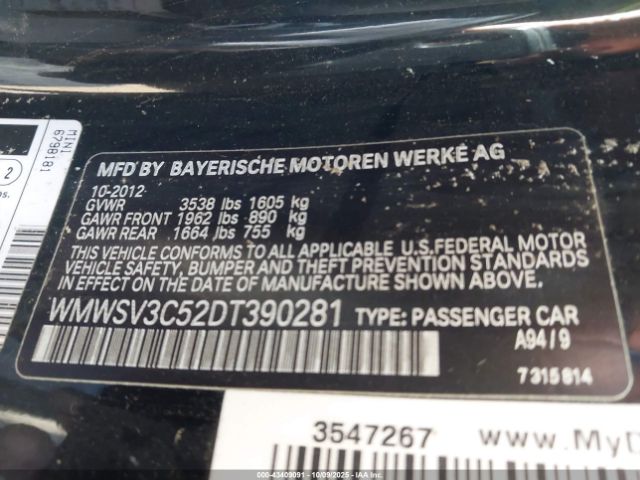 MINI
6798181
2
MFD BY BAYERISCHE MOTOREN WERKE AG
10-2012
GVWR 3538 lbs 1605 kg
GAWR FRONT 1962 lbs 890 kg
GAWR REAR 1664 lbs 755 kg
THIS VEHICLE CONFORMS TO ALL APPLICABLE U.S.FEDERAL MOTOR
VEHICLE SAFETY, BUMPER AND THEFT PREVENTION STANDARDS
IN EFFECT ON THE DATE OF MANUFACTURE SHOWN ABOVE.
WMWSV3C52DT390281 TYPE: PASSENGER CAR
A94/9
7315814
3547267 www.MyD
000-43409091 - 10/09/2025 - IAAI.COM